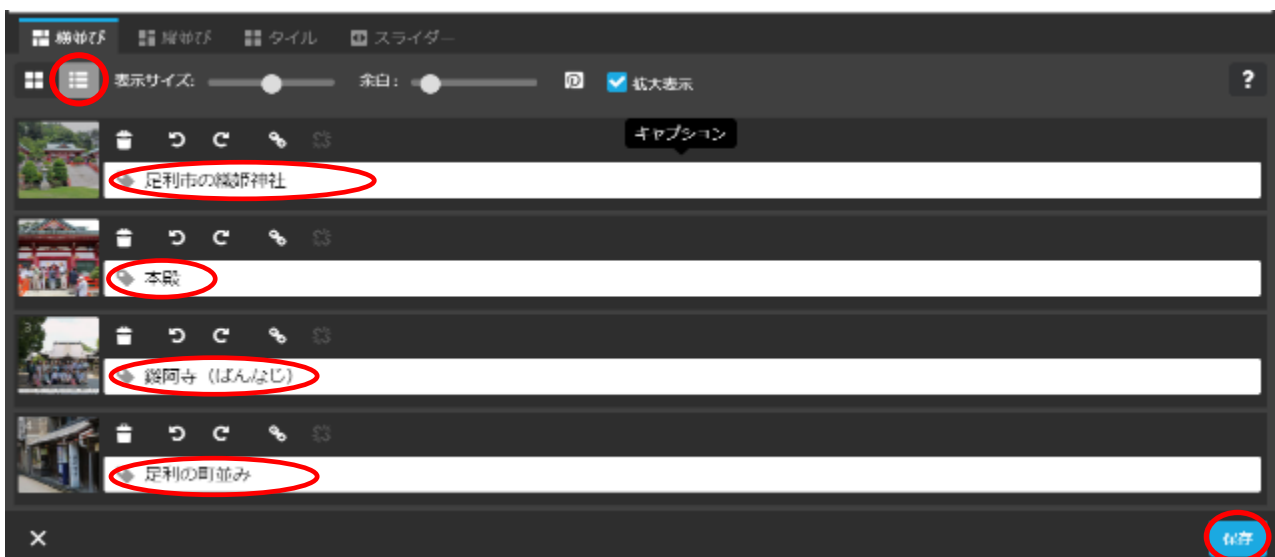 横並び 縦並び タイル スライダー
表示サイズ: 余白: 拡大表示 ?
キャプション
足利市の織姫神社
本殿
鑁阿寺（ばんなじ）
足利の町並み
保存